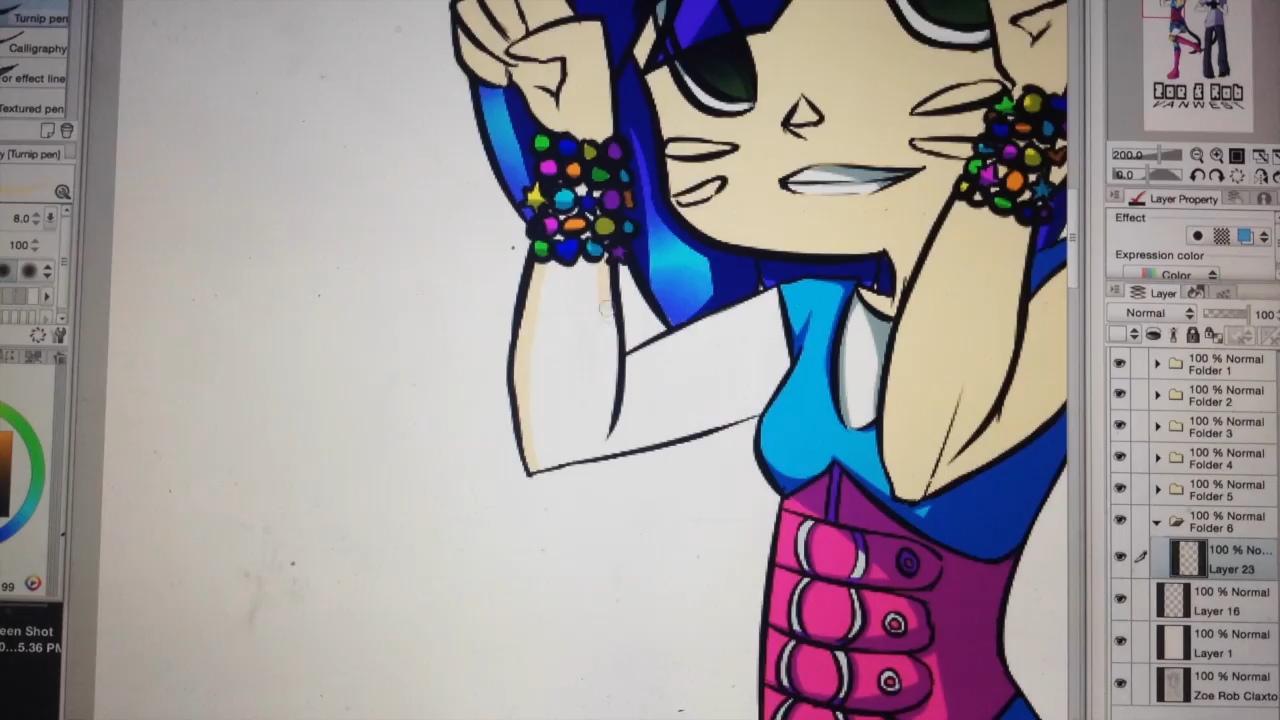 Turnip pen
Calligraphy
or effect line
Textured pen
y [Turnip pen]
8.0
100
99
een Shot
0...5.36 PM
ZOE & ROB
VANWEST
200.0
0.0
Layer Property
Effect
Expression color
Color
Layer
Normal
100
100 % Normal
Folder 1
100 % Normal
Folder 2
100 % Normal
Folder 3
100 % Normal
Folder 4
100 % Normal
Folder 5
100 % Normal
Folder 6
100 % No...
Layer 23
100 % Normal
Layer 16
100 % Normal
Layer 1
100 % Normal
Zoe Rob Claxto